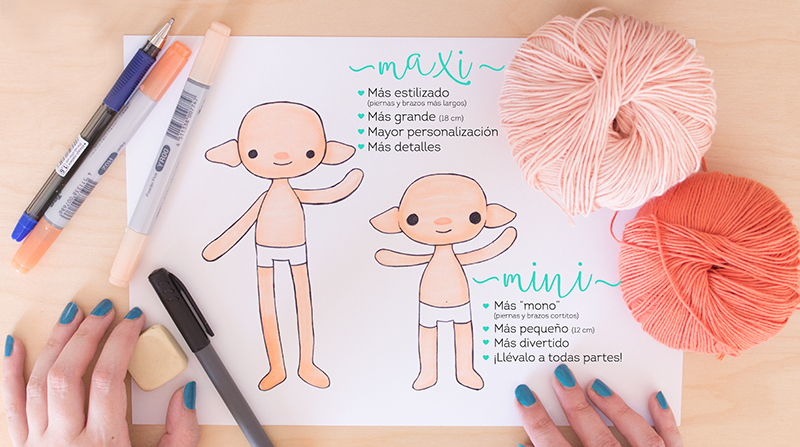 maxi
Más estilizado
(piernas y brazos más largos)
Más grande (18 cm)
Mayor personalización
Más detalles
mini
Más "mono"
(piernas y brazos cortitos)
Más pequeño (12 cm)
Más divertido
¡Llévalo a todas partes!
YR00